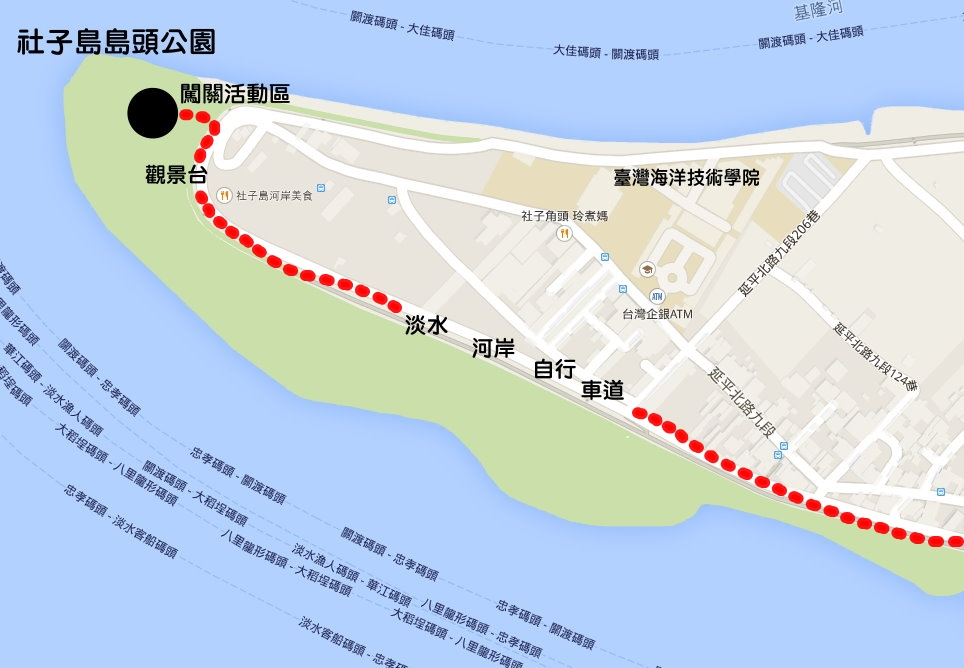 基隆河
關渡碼頭 - 大佳碼頭
大佳碼頭 - 關渡碼頭
關渡碼頭 - 大佳碼頭
社子島島頭公園
闖關活動區
觀景台
社子島河岸美食
臺灣海洋技術學院
社子角頭 玲煮媽
台灣企銀ATM
ATM
延平北路九段206巷
延平北路九段124巷
延平北路九段
淡水
河岸
自行
車道
關渡碼頭 - 忠孝碼頭
華江碼頭 - 淡水漁人碼頭
大稻埕碼頭 - 八里龍形碼頭
忠孝碼頭 - 關渡碼頭
關渡碼頭 - 大稻埕碼頭
忠孝碼頭 - 淡水客船碼頭
八里龍形碼頭 - 大稻埕碼頭
關渡碼頭 - 忠孝碼頭
淡水漁人碼頭 - 華江碼頭
八里龍形碼頭 - 忠孝碼頭
忠孝碼頭 - 關渡碼頭
大稻埕碼頭 - 八里龍形碼頭
淡水客船碼頭 - 忠孝碼頭